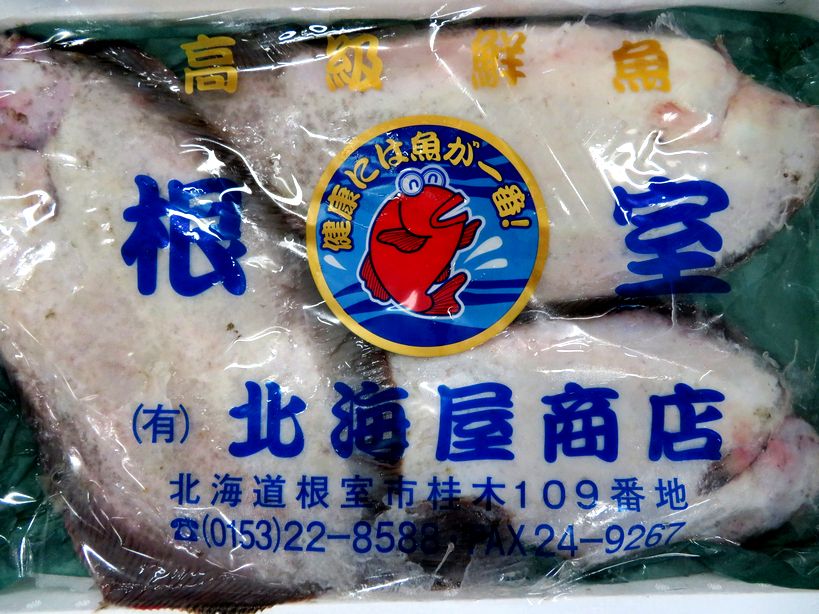 高級鮮魚
健康には魚が一番!
根室
(有)北海屋商店
北海道根室市桂木109番地
☎(0153)22-8588 FAX 24-9267